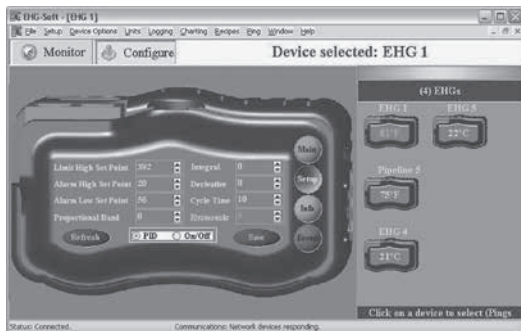 EHG-Soft - [EHG 1]
File Setup Device Options Units Logging Charting Recipes Ping Window Help
Monitor Configure Device selected: EHG 1
(4) EHGs
EHG 1 EHG 5
22°C
Main
Limit High Set Point 392 Integral 0
Alarm High Set Point 20 Derivative 0
Setup
Pipeline 5
75°F
Alarm Low Set Point 50 Cycle Time 10
Info
Proportional Band 0 Hysteresis
EHG 4
21°C
Refresh PID On/Off Save
Click on a device to select (Pings
Status: Connected. Communications: Network devices responding.